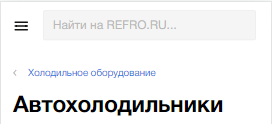 Найти на REFRO.RU...
Холодильное оборудование
Автохолодильники